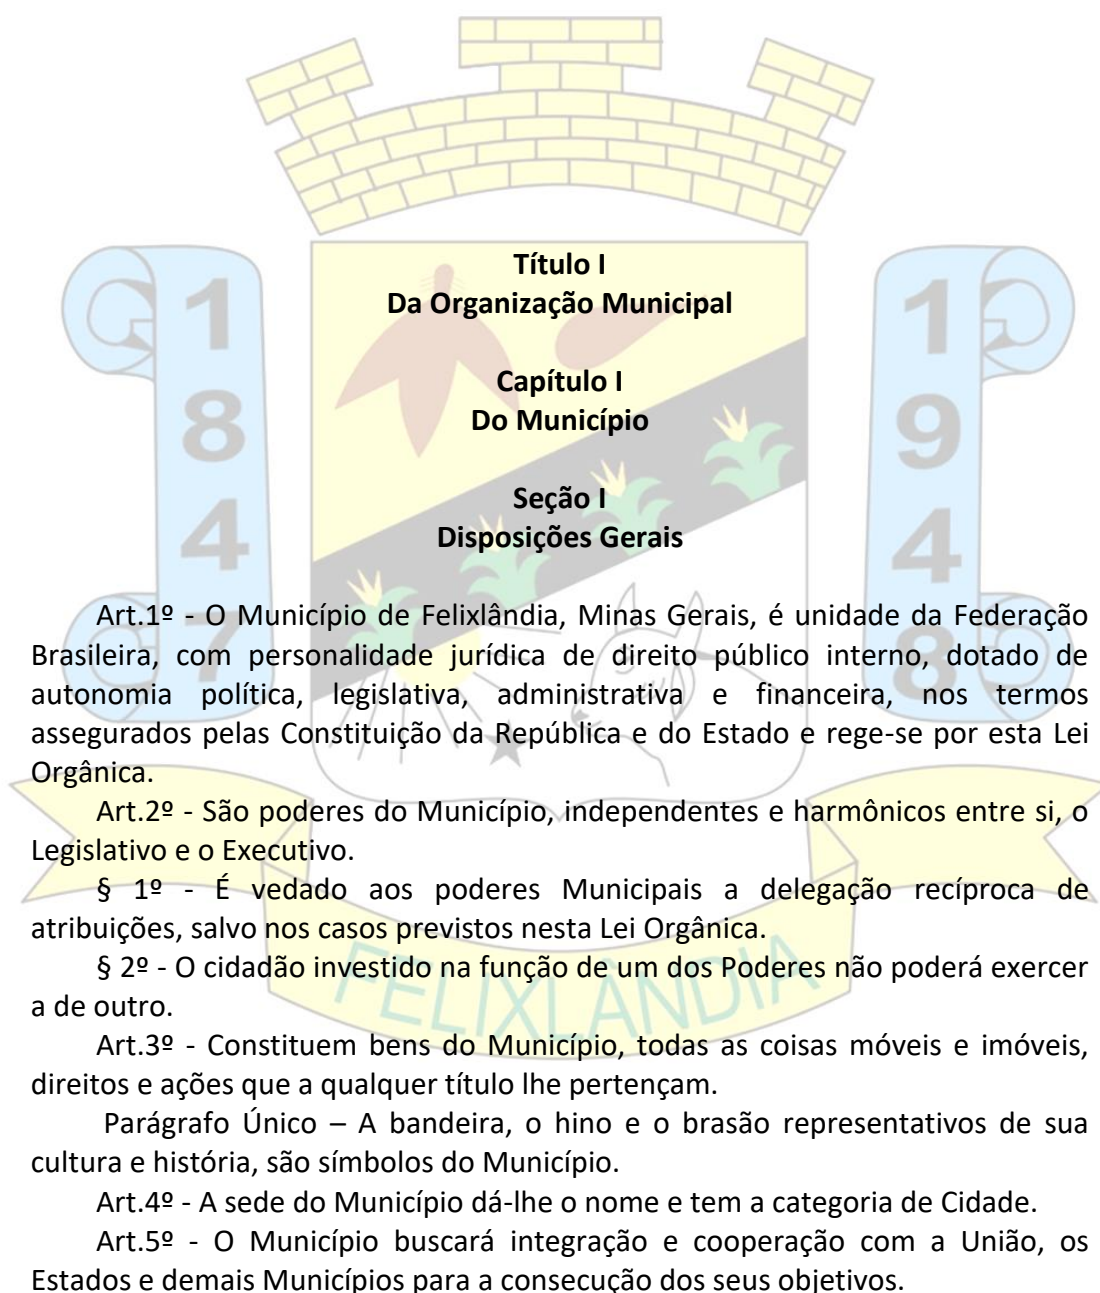 Título I
Da Organização Municipal
Capítulo I
Do Município
Seção I
Disposições Gerais
Art.1º - O Município de Felixlândia, Minas Gerais, é unidade da Federação
Brasileira, com personalidade jurídica de direito público interno, dotado de
autonomia política, legislativa, administrativa e financeira, nos termos
assegurados pelas Constituição da República e do Estado e rege-se por esta Lei
Orgânica.
Art.2º - São poderes do Município, independentes e harmônicos entre si, o
Legislativo e o Executivo.
§ 1º - É vedado aos poderes Municipais a delegação recíproca de
atribuições, salvo nos casos previstos nesta Lei Orgânica.
§ 2º - O cidadão investido na função de um dos Poderes não poderá exercer
a de outro.
Art.3º - Constituem bens do Município, todas as coisas móveis e imóveis,
direitos e ações que a qualquer título lhe pertençam.
Parágrafo Único – A bandeira, o hino e o brasão representativos de sua
cultura e história, são símbolos do Município.
Art.4º - A sede do Município dá-lhe o nome e tem a categoria de Cidade.
Art.5º - O Município buscará integração e cooperação com a União, os
Estados e demais Municípios para a consecução dos seus objetivos.
1847
1948
FELIXLÂNDIA